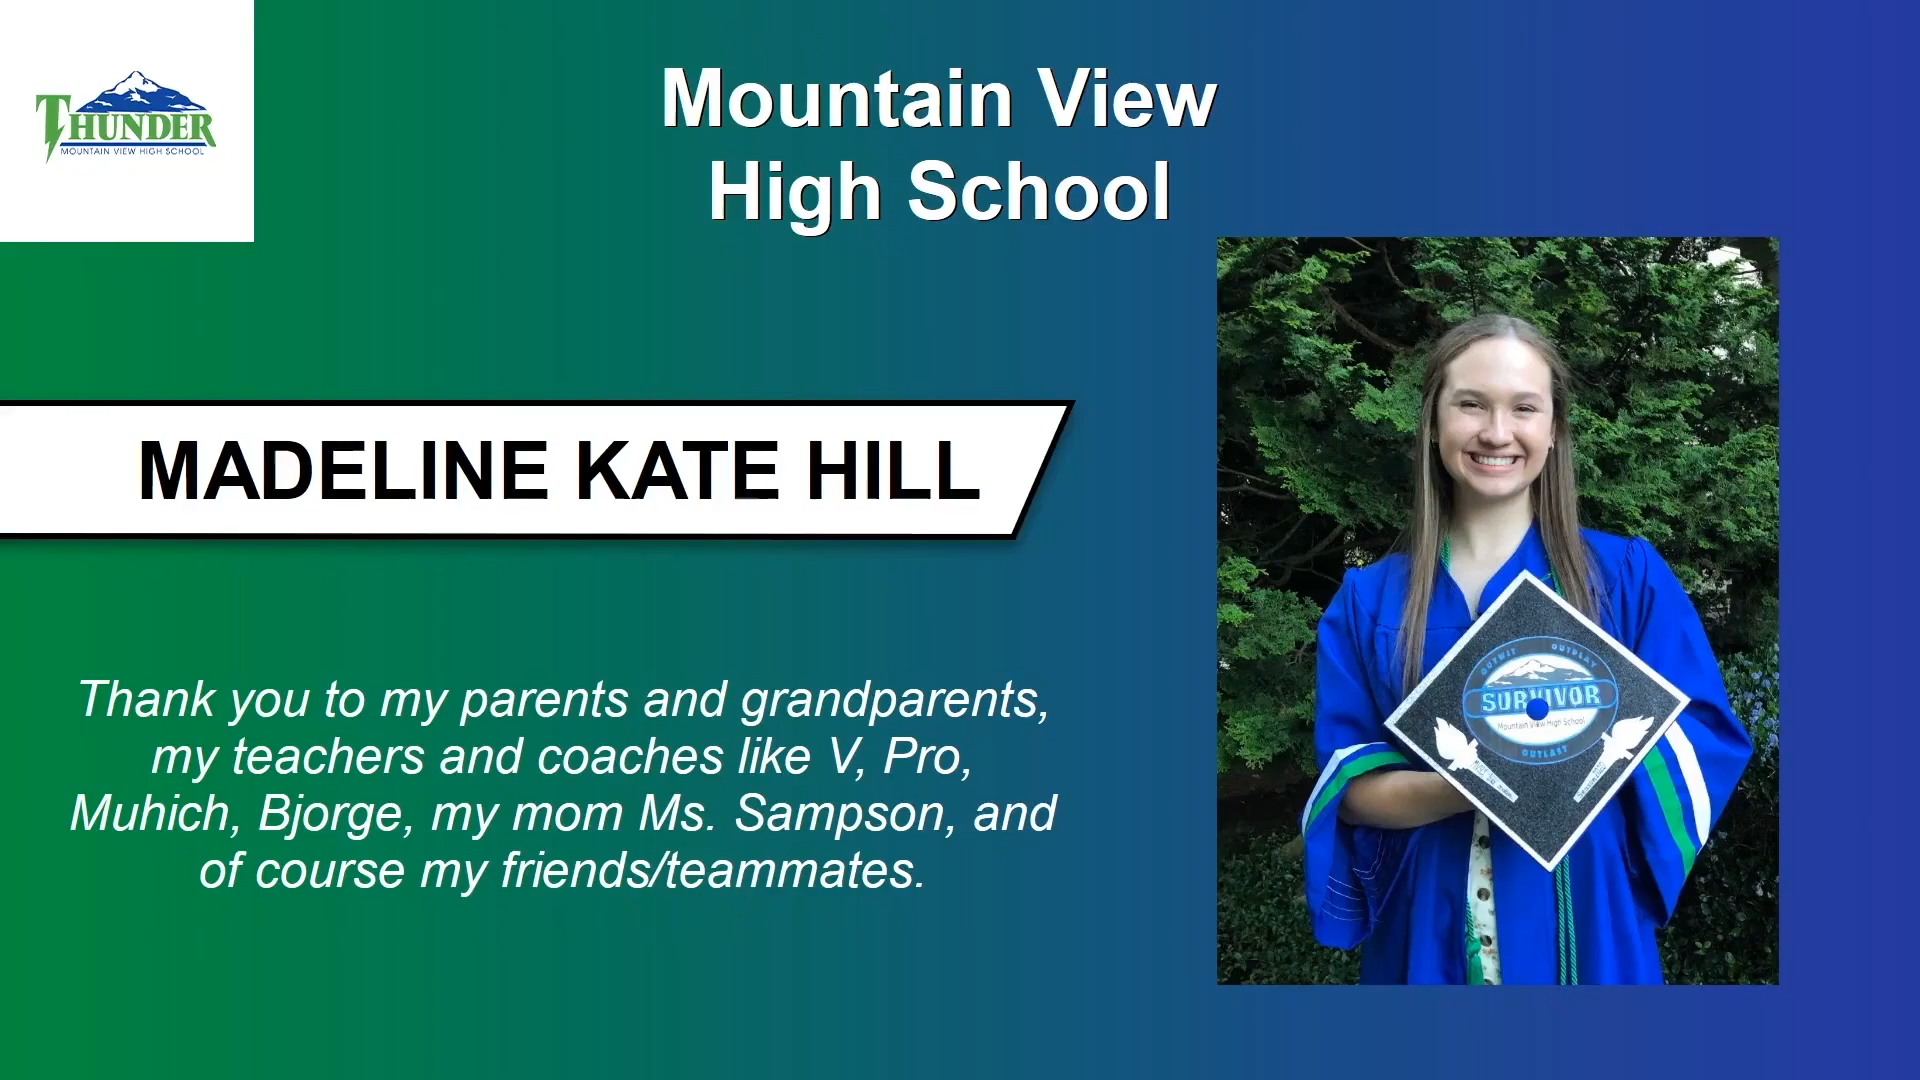 THUNDER
MOUNTAIN VIEW HIGH SCHOOL
Mountain View
High School
MADELINE KATE HILL
Thank you to my parents and grandparents,
my teachers and coaches like V, Pro,
Muhich, Bjorge, my mom Ms. Sampson, and
of course my friends/teammates.
OUTWIT OUTPLAY
SURVIVOR
Mountain View High School
OUTLAST